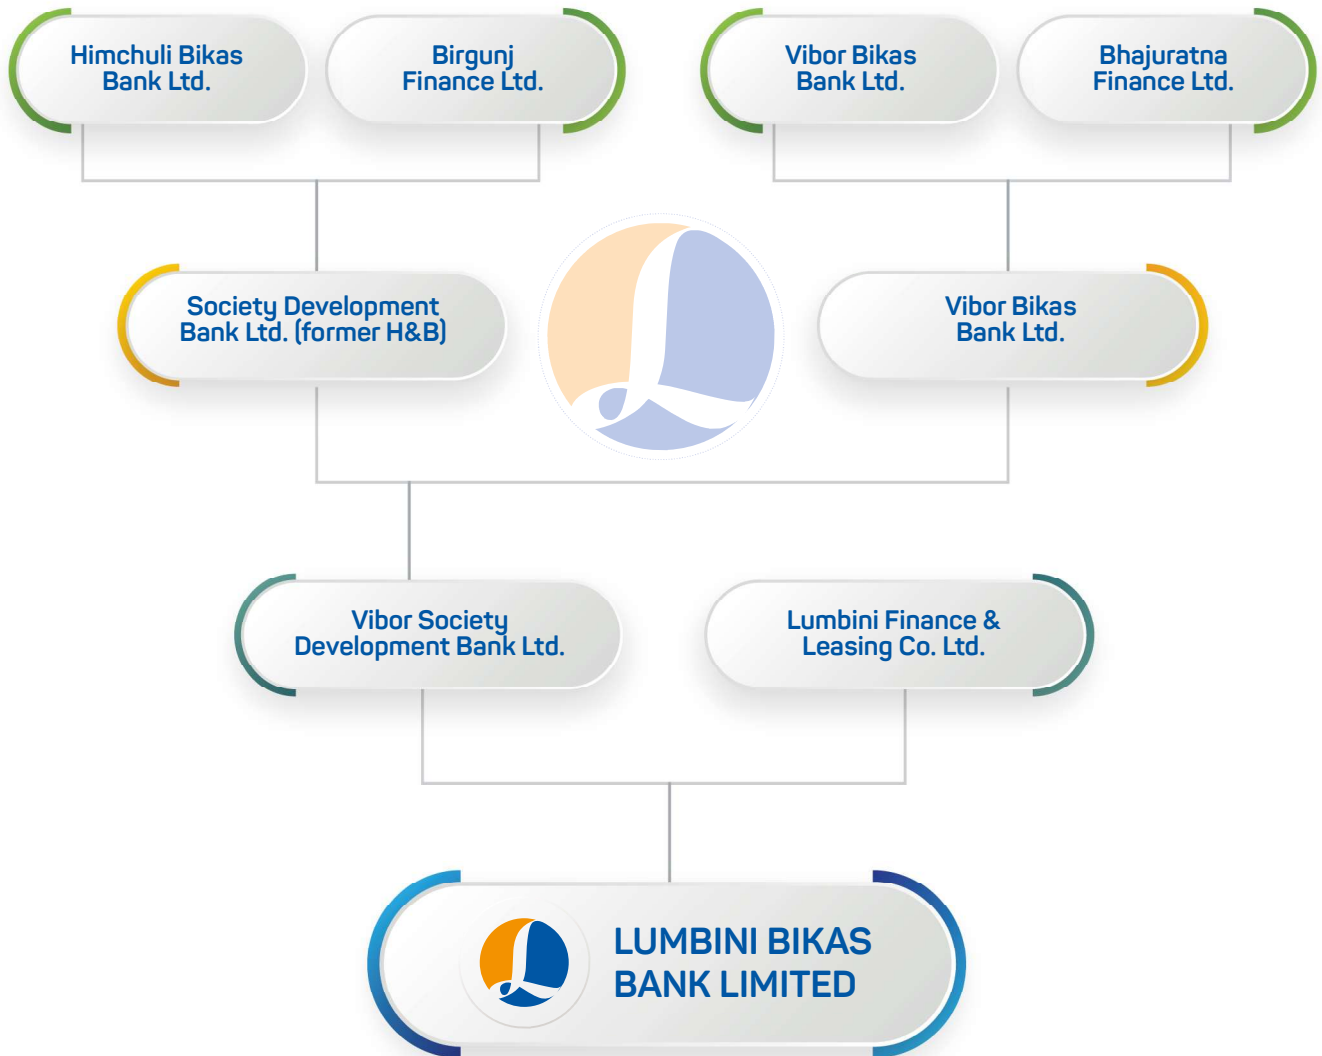 Himchuli Bikas
Bank Ltd.
Birgunj
Finance Ltd.
Vibor Bikas
Bank Ltd.
Bhajuratna
Finance Ltd.
Society Development
Bank Ltd. (former H&B)
Vibor Bikas
Bank Ltd.
Vibor Society
Development Bank Ltd.
Lumbini Finance &
Leasing Co. Ltd.
LUMBINI BIKAS
BANK LIMITED